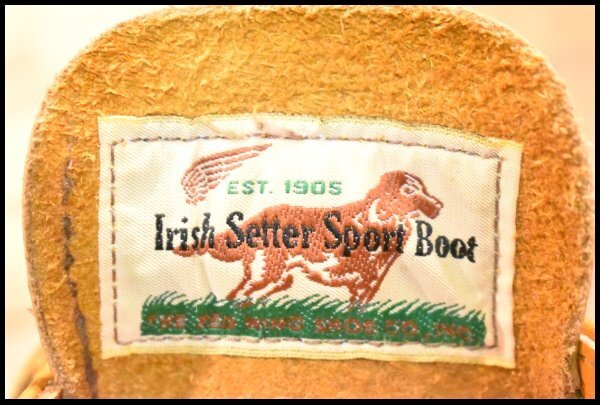 EST. 1905
Irish Setter Sport Boot
THE RED WING SHOE CO., INC.